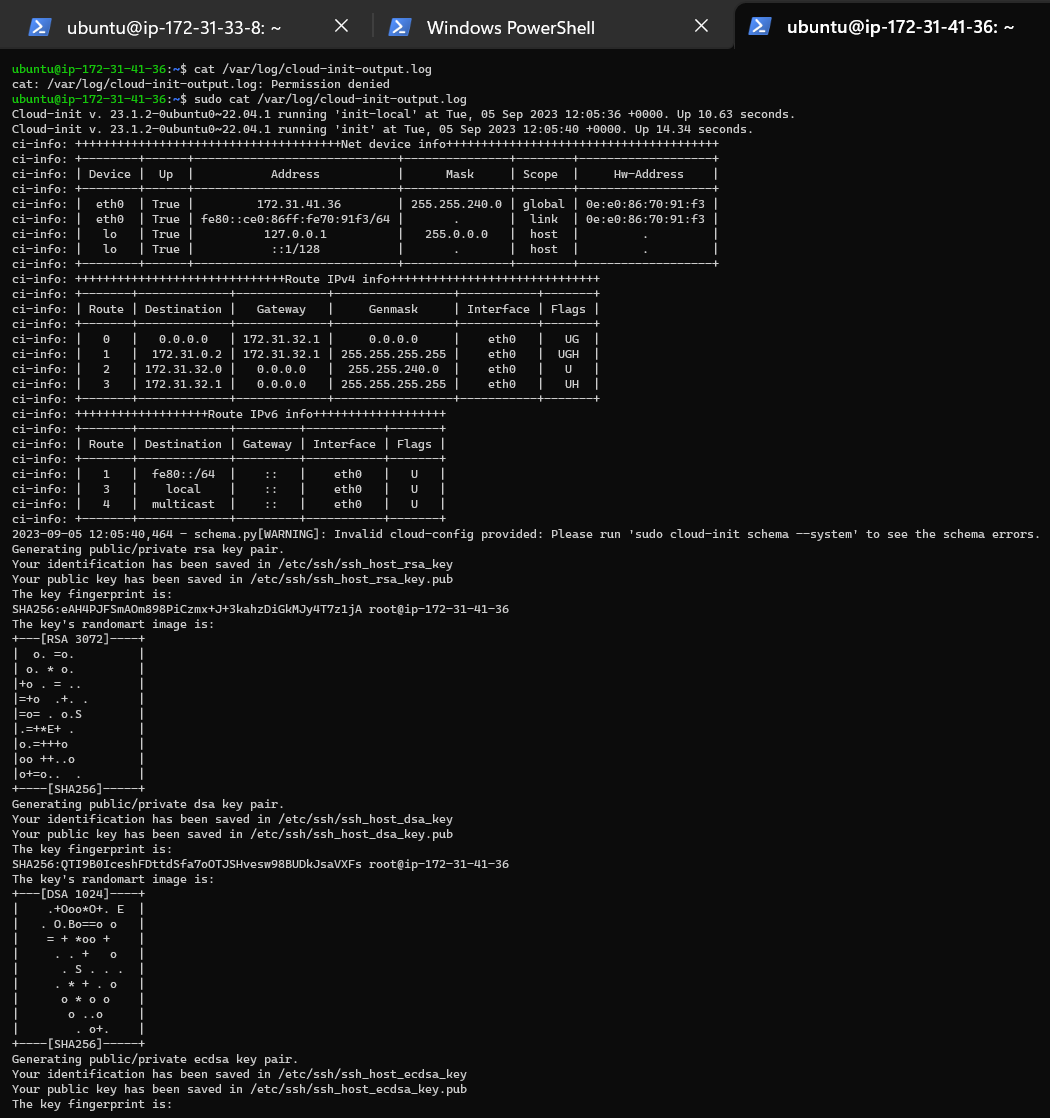 ubuntu@ip-172-31-33-8: ~
Windows PowerShell
ubuntu@ip-172-31-41-36: ~
ubuntu@ip-172-31-41-36:~$ cat /var/log/cloud-init-output.log
cat: /var/log/cloud-init-output.log: Permission denied
ubuntu@ip-172-31-41-36:~$ sudo cat /var/log/cloud-init-output.log
Cloud-init v. 23.1.2-0ubuntu0~22.04.1 running 'init-local' at Tue, 05 Sep 2023 12:05:36 +0000. Up 10.63 seconds.
Cloud-init v. 23.1.2-0ubuntu0~22.04.1 running 'init' at Tue, 05 Sep 2023 12:05:40 +0000. Up 14.34 seconds.
ci-info: ++++++++++++++++++++++++++++++++++++++Net device info+++++++++++++++++++++++++++++++++++++++
ci-info: +--------+------+------------------------------+---------------+--------+-------------------+
ci-info: | Device |  Up  |           Address            |      Mask     | Scope  |     Hw-Address    |
ci-info: +--------+------+------------------------------+---------------+--------+-------------------+
ci-info: |  eth0  | True |         172.31.41.36         | 255.255.240.0 | global | 0e:e0:86:70:91:f3 |
ci-info: |  eth0  | True | fe80::ce0:86ff:fe70:91f3/64 |       .       |  link  | 0e:e0:86:70:91:f3 |
ci-info: |   lo   | True |          127.0.0.1           |   255.0.0.0   |  host  |         .         |
ci-info: |   lo   | True |           ::1/128            |       .       |  host  |         .         |
ci-info: +--------+------+------------------------------+---------------+--------+-------------------+
ci-info: ++++++++++++++++++++++++++++++Route IPv4 info++++++++++++++++++++++++++++++
ci-info: +-------+-------------+-------------+-----------------+-----------+-------+
ci-info: | Route | Destination |   Gateway   |     Genmask     | Interface | Flags |
ci-info: +-------+-------------+-------------+-----------------+-----------+-------+
ci-info: |   0   |   0.0.0.0   | 172.31.32.1 |     0.0.0.0     |    eth0   |   UG  |
ci-info: |   1   |  172.31.0.2 | 172.31.32.1 | 255.255.255.255 |    eth0   |  UGH  |
ci-info: |   2   | 172.31.32.0 |   0.0.0.0   |  255.255.240.0  |    eth0   |   U   |
ci-info: |   3   | 172.31.32.1 |   0.0.0.0   | 255.255.255.255 |    eth0   |   UH  |
ci-info: +-------+-------------+-------------+-----------------+-----------+-------+
ci-info: +++++++++++++++++++Route IPv6 info+++++++++++++++++++
ci-info: +-------+-------------+---------+-----------+-------+
ci-info: | Route | Destination | Gateway | Interface | Flags |
ci-info: +-------+-------------+---------+-----------+-------+
ci-info: |   1   |  fe80::/64  |    ::   |    eth0   |   U   |
ci-info: |   3   |    local    |    ::   |    eth0   |   U   |
ci-info: |   4   |  multicast  |    ::   |    eth0   |   U   |
ci-info: +-------+-------------+---------+-----------+-------+
2023-09-05 12:05:40,464 - schema.py[WARNING]: Invalid cloud-config provided: Please run 'sudo cloud-init schema --system' to see the schema errors.
Generating public/private rsa key pair.
Your identification has been saved in /etc/ssh/ssh_host_rsa_key
Your public key has been saved in /etc/ssh/ssh_host_rsa_key.pub
The key fingerprint is:
SHA256:eAH4PJFSmAOm898PiCzmx+J+3kahzDiGkMJy4T7z1jA root@ip-172-31-41-36
The key's randomart image is:
+---[RSA 3072]----+
|  o. =o.         |
| o. * o.         |
|+o . = ..        |
|=+o  .+. .       |
|=o= . o.S        |
|.=+*E+ .         |
|o.=+++o          |
|oo ++..o         |
|o+=o..  .        |
+----[SHA256]-----+
Generating public/private dsa key pair.
Your identification has been saved in /etc/ssh/ssh_host_dsa_key
Your public key has been saved in /etc/ssh/ssh_host_dsa_key.pub
The key fingerprint is:
SHA256:QTI9B0IceshFDttdSfa7oOTJSHvesw98BUDkJsaVXFs root@ip-172-31-41-36
The key's randomart image is:
+---[DSA 1024]----+
|    .+Ooo*O+. E  |
|   . O.Bo==o o   |
|    = + *oo +    |
|     . . +   o   |
|      . S . . .  |
|     . * + . o   |
|      o * o o    |
|       o ..o     |
|        . o+.    |
+----[SHA256]-----+
Generating public/private ecdsa key pair.
Your identification has been saved in /etc/ssh/ssh_host_ecdsa_key
Your public key has been saved in /etc/ssh/ssh_host_ecdsa_key.pub
The key fingerprint is: